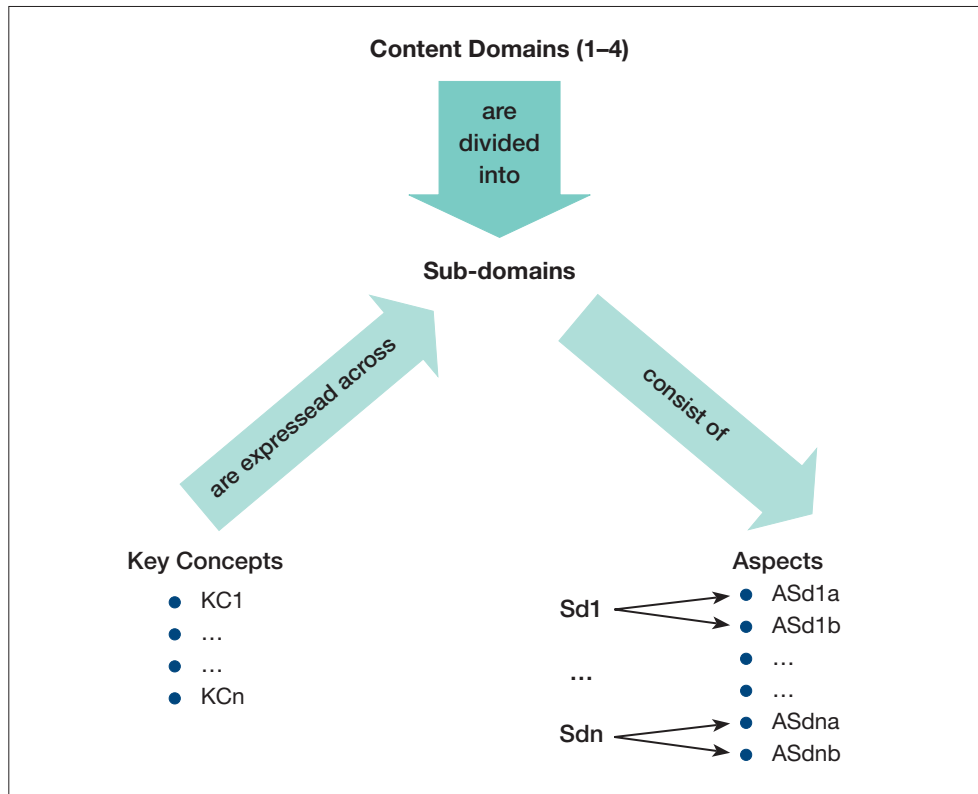 Content Domains (1–4)
are
divided
into
Sub-domains
are expressead across
consist of
Key Concepts
KC1
…
…
KCn
Aspects
Sd1
ASd1a
ASd1b
…
…
…
Sdn
ASdna
ASdnb